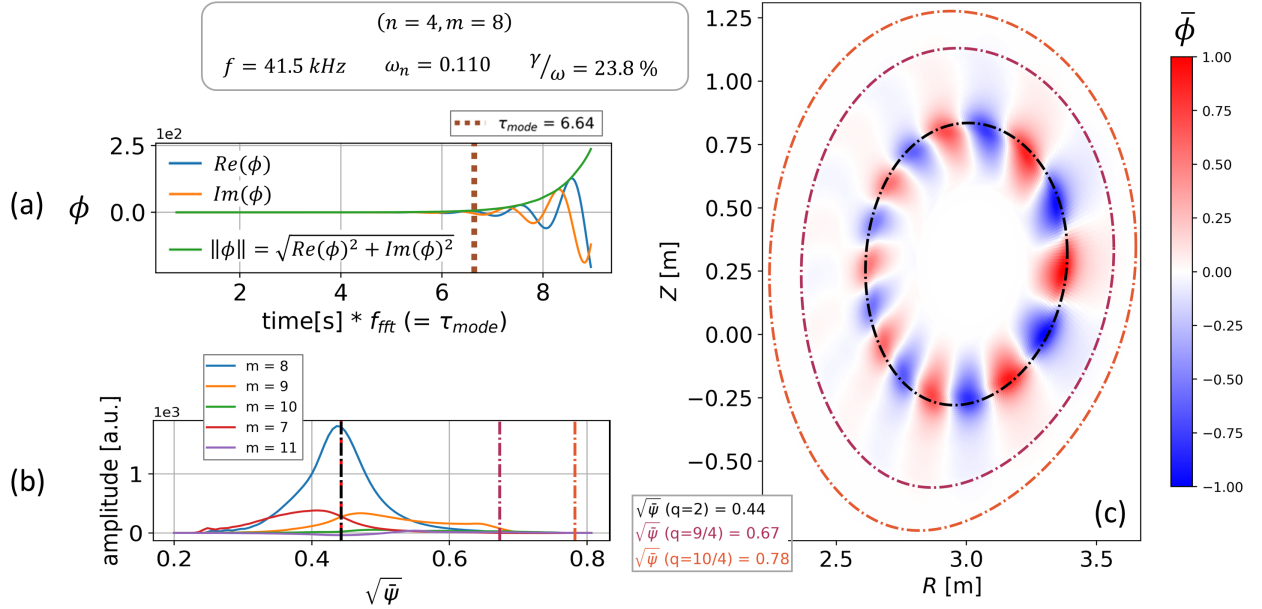 (n = 4, m = 8)
f = 41.5 kHz ω_n = 0.110 γ/ω = 23.8 %
τ_mode = 6.64
1e2
(a)
ϕ
2.5
0.0
Re(ϕ)
Im(ϕ)
‖ϕ‖ = √(Re(ϕ)² + Im(ϕ)²)
2 4 6 8
time[s] * f_fft (= τ_mode)
(b)
amplitude [a.u.]
1e3
1
0
m = 8
m = 9
m = 10
m = 7
m = 11
0.2 0.4 0.6 0.8
√ψ̄
(c)
Z [m]
1.25
1.00
0.75
0.50
0.25
0.00
−0.25
−0.50
2.5 3.0 3.5
R [m]
√ψ̄ (q=2) = 0.44
√ψ̄ (q=9/4) = 0.67
√ψ̄ (q=10/4) = 0.78
ϕ̄
1.00
0.75
0.50
0.25
0.00
−0.25
−0.50
−0.75
−1.00